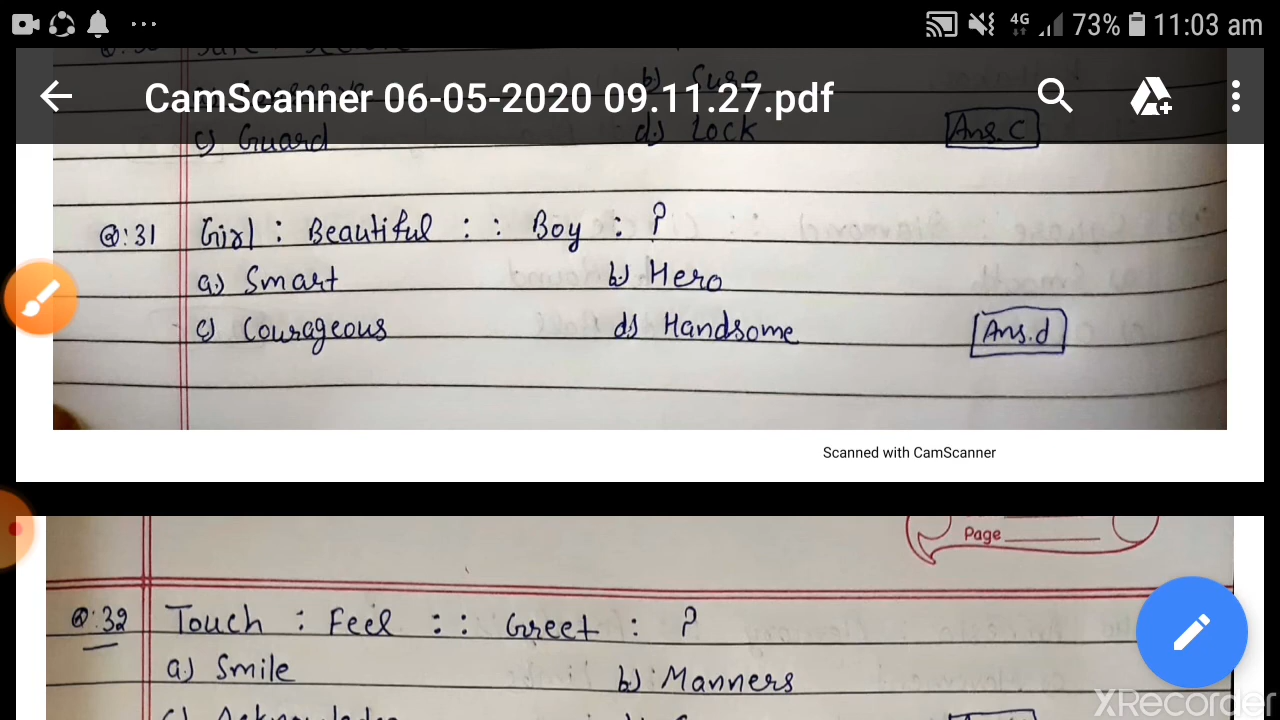 73% 11:03 am
4G
CamScanner 06-05-2020 09.11.27.pdf
b.) Sure
c) Guard d.) Lock Ans. C
Q:31 Girl : Beautiful : : Boy : ?
a.) Smart b.) Hero
c) Courageous d.) Handsome Ans. d
Scanned with CamScanner
Page
Q:32 Touch : Feel : : Greet : ?
a.) Smile b.) Manners
XRecorder